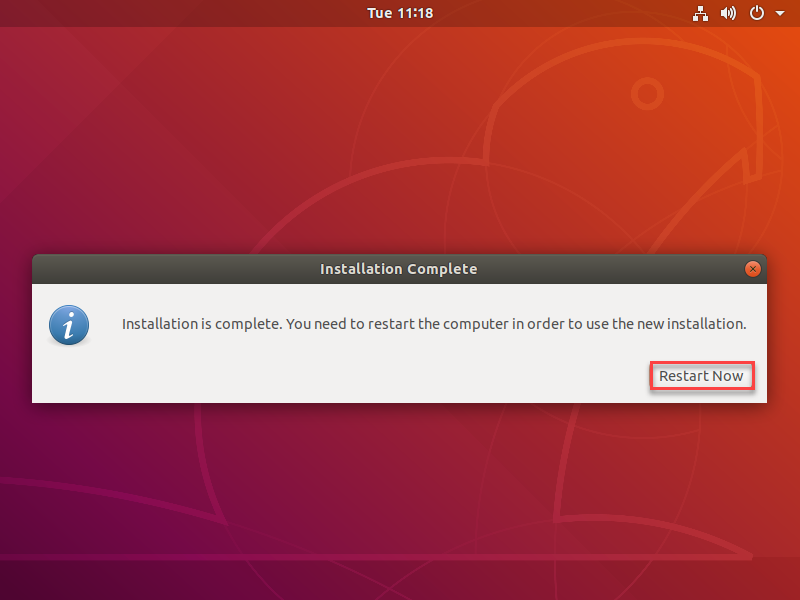 Tue 11:18
Installation Complete
Installation is complete. You need to restart the computer in order to use the new installation.
Restart Now